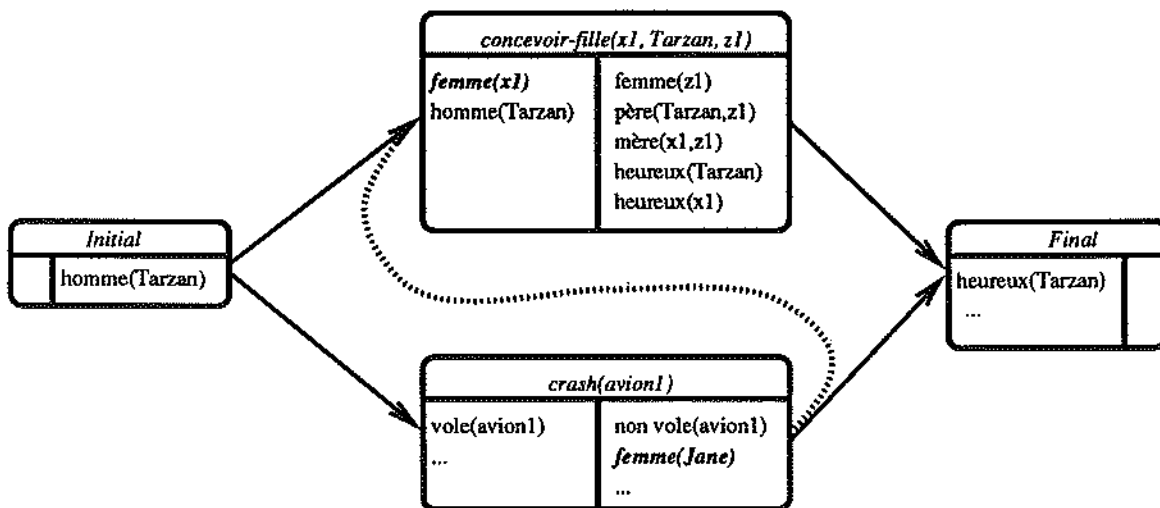 concevoir-fille(x1, Tarzan, z1)
femme(x1)
homme(Tarzan)
femme(z1)
père(Tarzan,z1)
mère(x1,z1)
heureux(Tarzan)
heureux(x1)
Initial
homme(Tarzan)
Final
heureux(Tarzan)
...
crash(avion1)
vole(avion1)
...
non vole(avion1)
femme(Jane)
...